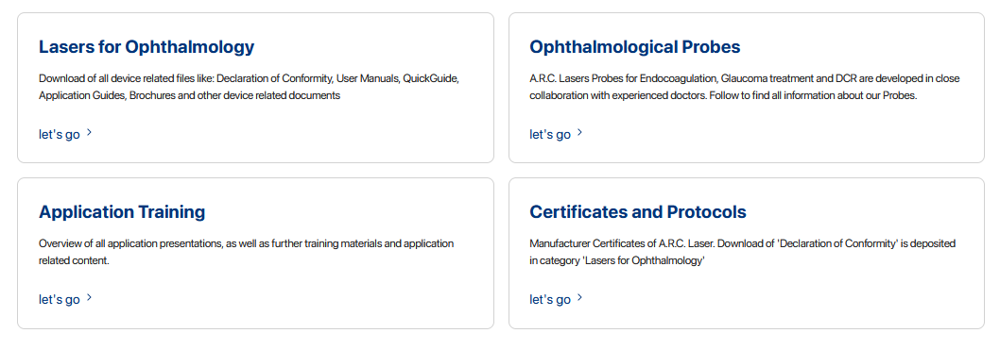 Lasers for Ophthalmology
Download of all device related files like: Declaration of Conformity, User Manuals, QuickGuide,
Application Guides, Brochures and other device related documents
let's go
Ophthalmological Probes
A.R.C. Lasers Probes for Endocoagulation, Glaucoma treatment and DCR are developed in close
collaboration with experienced doctors. Follow to find all information about our Probes.
let's go
Application Training
Overview of all application presentations, as well as further training materials and application
related content.
let's go
Certificates and Protocols
Manufacturer Certificates of A.R.C. Laser. Download of 'Declaration of Conformity' is deposited
in category 'Lasers for Ophthalmology'
let's go